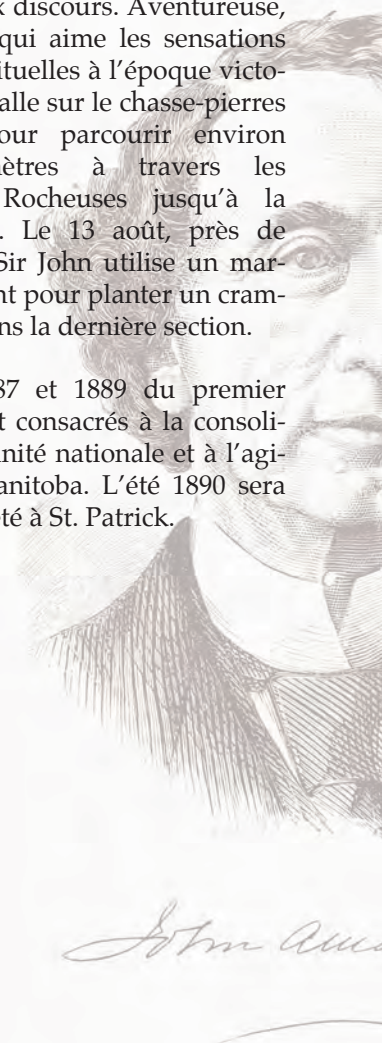 x discours. Aventureuse,
qui aime les sensations
ituelles à l'époque victo-
alle sur le chasse-pierres
our parcourir environ
mètres à travers les
Rocheuses jusqu'à la
. Le 13 août, près de
Sir John utilise un mar-
nt pour planter un cram-
ns la dernière section.
87 et 1889 du premier
t consacrés à la consoli-
nité nationale et à l'agi-
anitoba. L'été 1890 sera
té à St. Patrick.
John